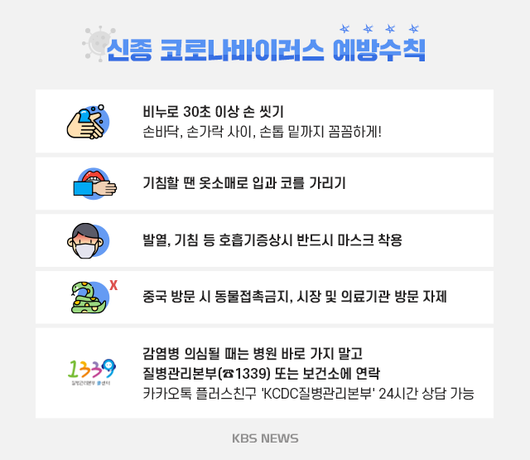 신종 코로나바이러스 예방수칙
비누로 30초 이상 손 씻기
손바닥, 손가락 사이, 손톱 밑까지 꼼꼼하게!
기침할 땐 옷소매로 입과 코를 가리기
발열, 기침 등 호흡기증상시 반드시 마스크 착용
X
중국 방문 시 동물접촉금지, 시장 및 의료기관 방문 자제
감염병 의심될 때는 병원 바로 가지 말고
1339
질병관리본부(☎1339) 또는 보건소에 연락
질병관리본부 콜센터
카카오톡 플러스친구 'KCDC질병관리본부' 24시간 상담 가능
KBS NEWS